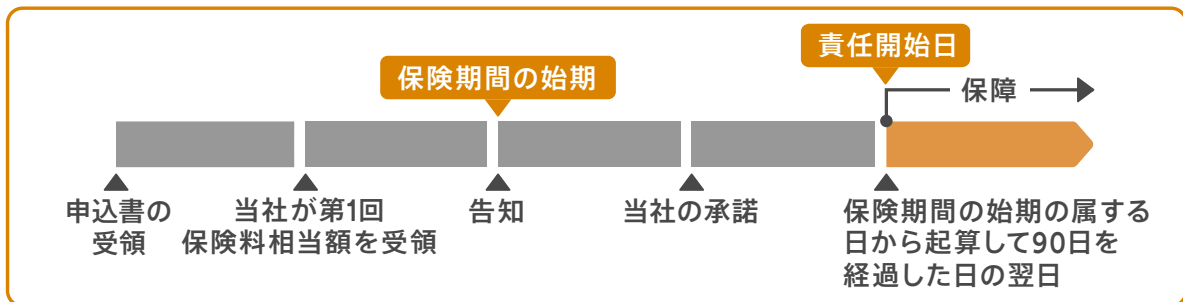 責任開始日
保険期間の始期
保障
申込書の
受領
当社が第1回
保険料相当額を受領
告知
当社の承諾
保険期間の始期の属する
日から起算して90日を
経過した日の翌日